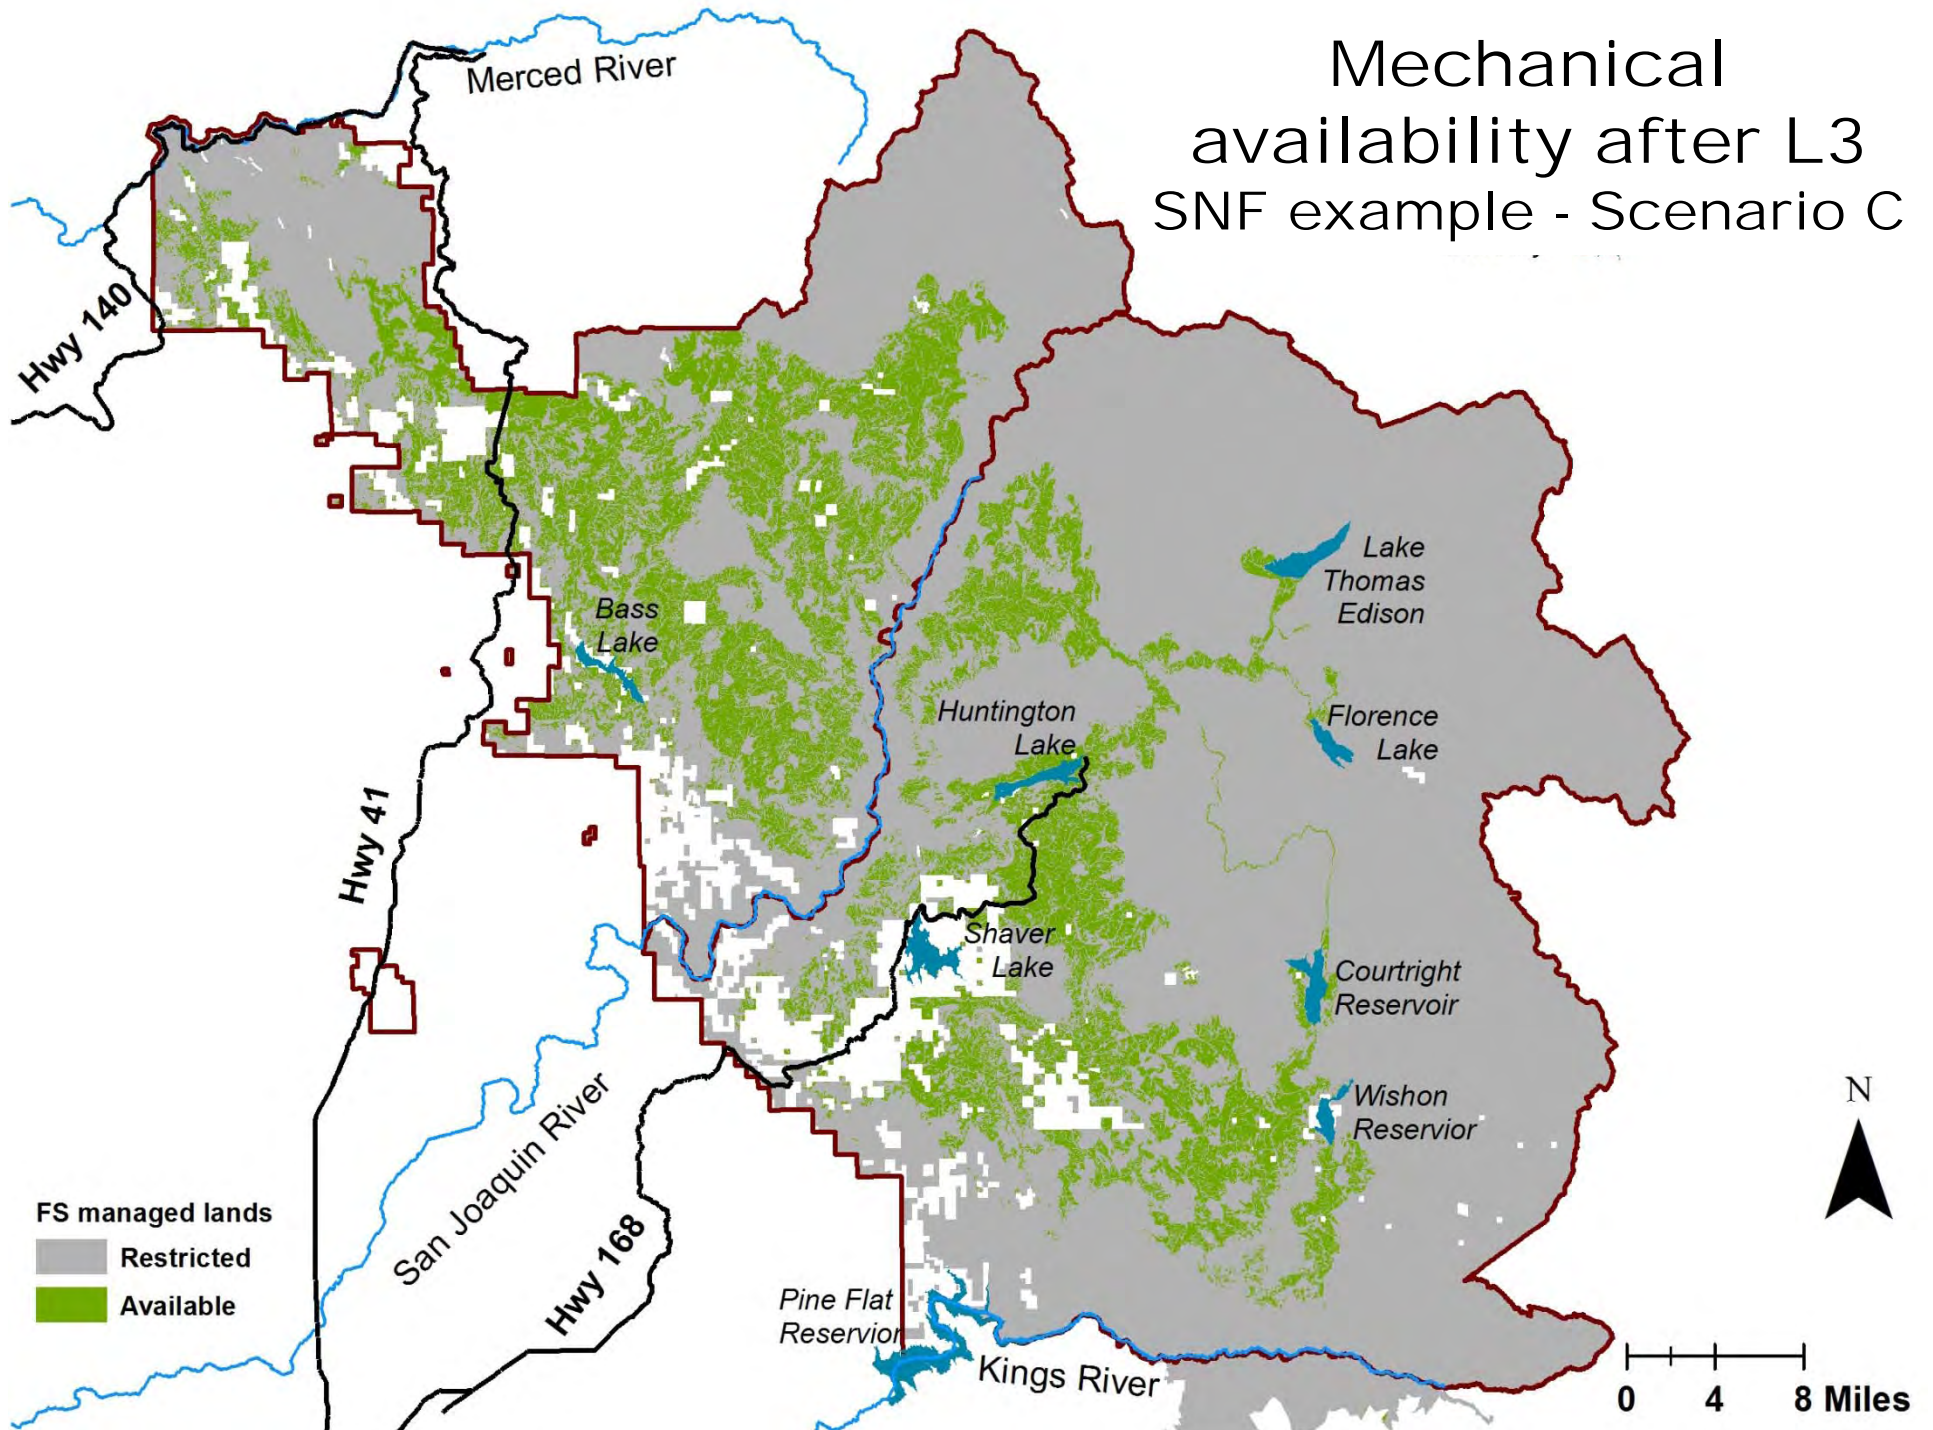 Mechanical
availability after L3
SNF example - Scenario C
Merced River
Hwy 140
Lake
Thomas
Edison
Bass
Lake
Huntington
Lake
Florence
Lake
Hwy 41
Shaver
Lake
Courtright
Reservoir
Wishon
Reservior
San Joaquin River
Hwy 168
N
FS managed lands
Restricted
Available
Pine Flat
Reservior
Kings River
0 4 8 Miles